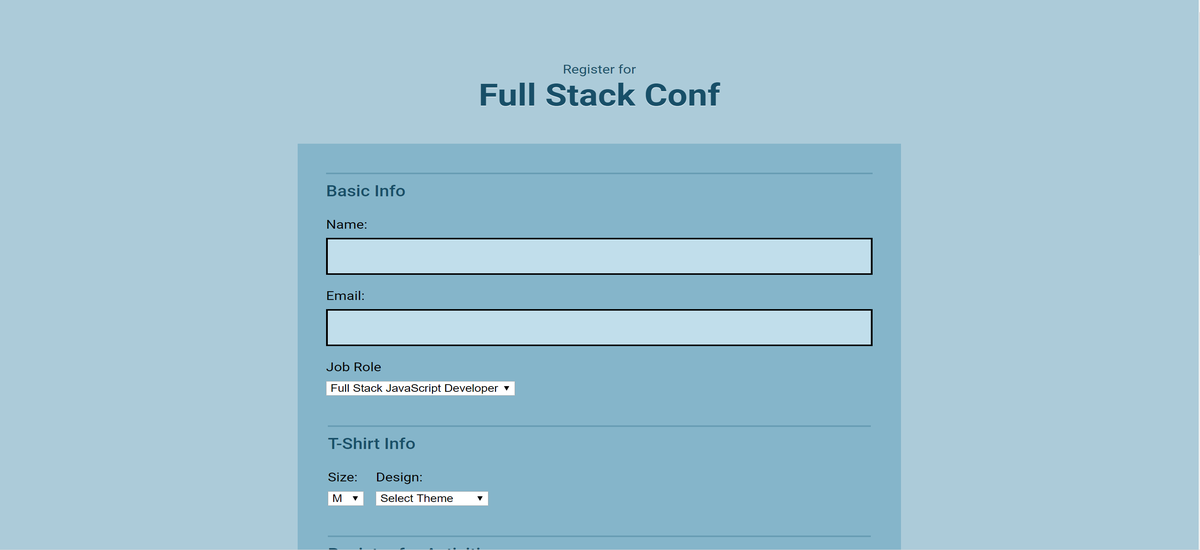 Register for
Full Stack Conf
Basic Info
Name:
Email:
Job Role
Full Stack JavaScript Developer
T-Shirt Info
Size: Design:
M Select Theme